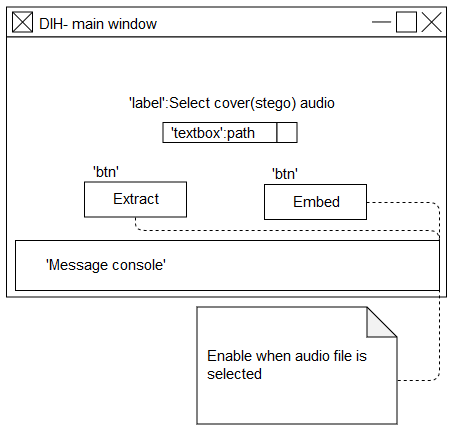 DIH- main window
'label':Select cover(stego) audio
'textbox':path
'btn'
'btn'
Extract
Embed
'Message console'
Enable when audio file is
selected